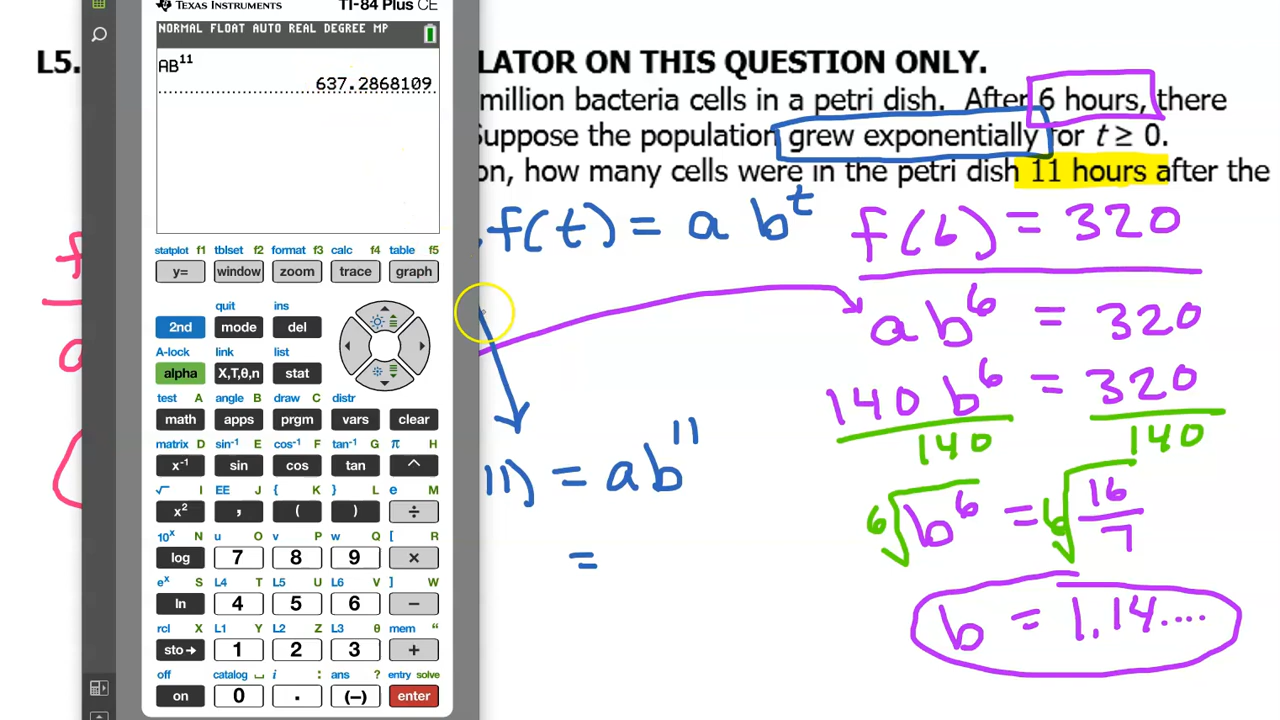 TEXAS INSTRUMENTS TI-84 Plus CE
NORMAL FLOAT AUTO REAL DEGREE MP
AB¹¹
637.2868109
statplot f1 tblset f2 format f3 calc f4 table f5
y= window zoom trace graph
quit ins
2nd mode del
A-lock link list
alpha X,T,θ,n stat
test A angle B draw C distr
math apps prgm vars clear
matrix D sin⁻¹ E cos⁻¹ F tan⁻¹ G π H
x⁻¹ sin cos tan ^
√ I EE J { K } L e M
x² , ( ) ÷
10ˣ N u O v P w Q [ R
log 7 8 9 ×
eˣ S L4 T L5 U L6 V ] W
ln 4 5 6 −
rcl X L1 Y L2 Z L3 θ mem "
sto→ 1 2 3 +
off catalog ⎵ i : ans ? entry solve
on 0 . (−) enter
L5. LATOR ON THIS QUESTION ONLY.
million bacteria cells in a petri dish. After 6 hours, there
Suppose the population grew exponentially for t ≥ 0.
on, how many cells were in the petri dish 11 hours after the
f(t) = a bᵗ
11) = ab¹¹
=
f(6) = 320
ab⁶ = 320
140 b⁶ = 320
140 140
⁶√b⁶ = ⁶√16/7
b = 1.14....